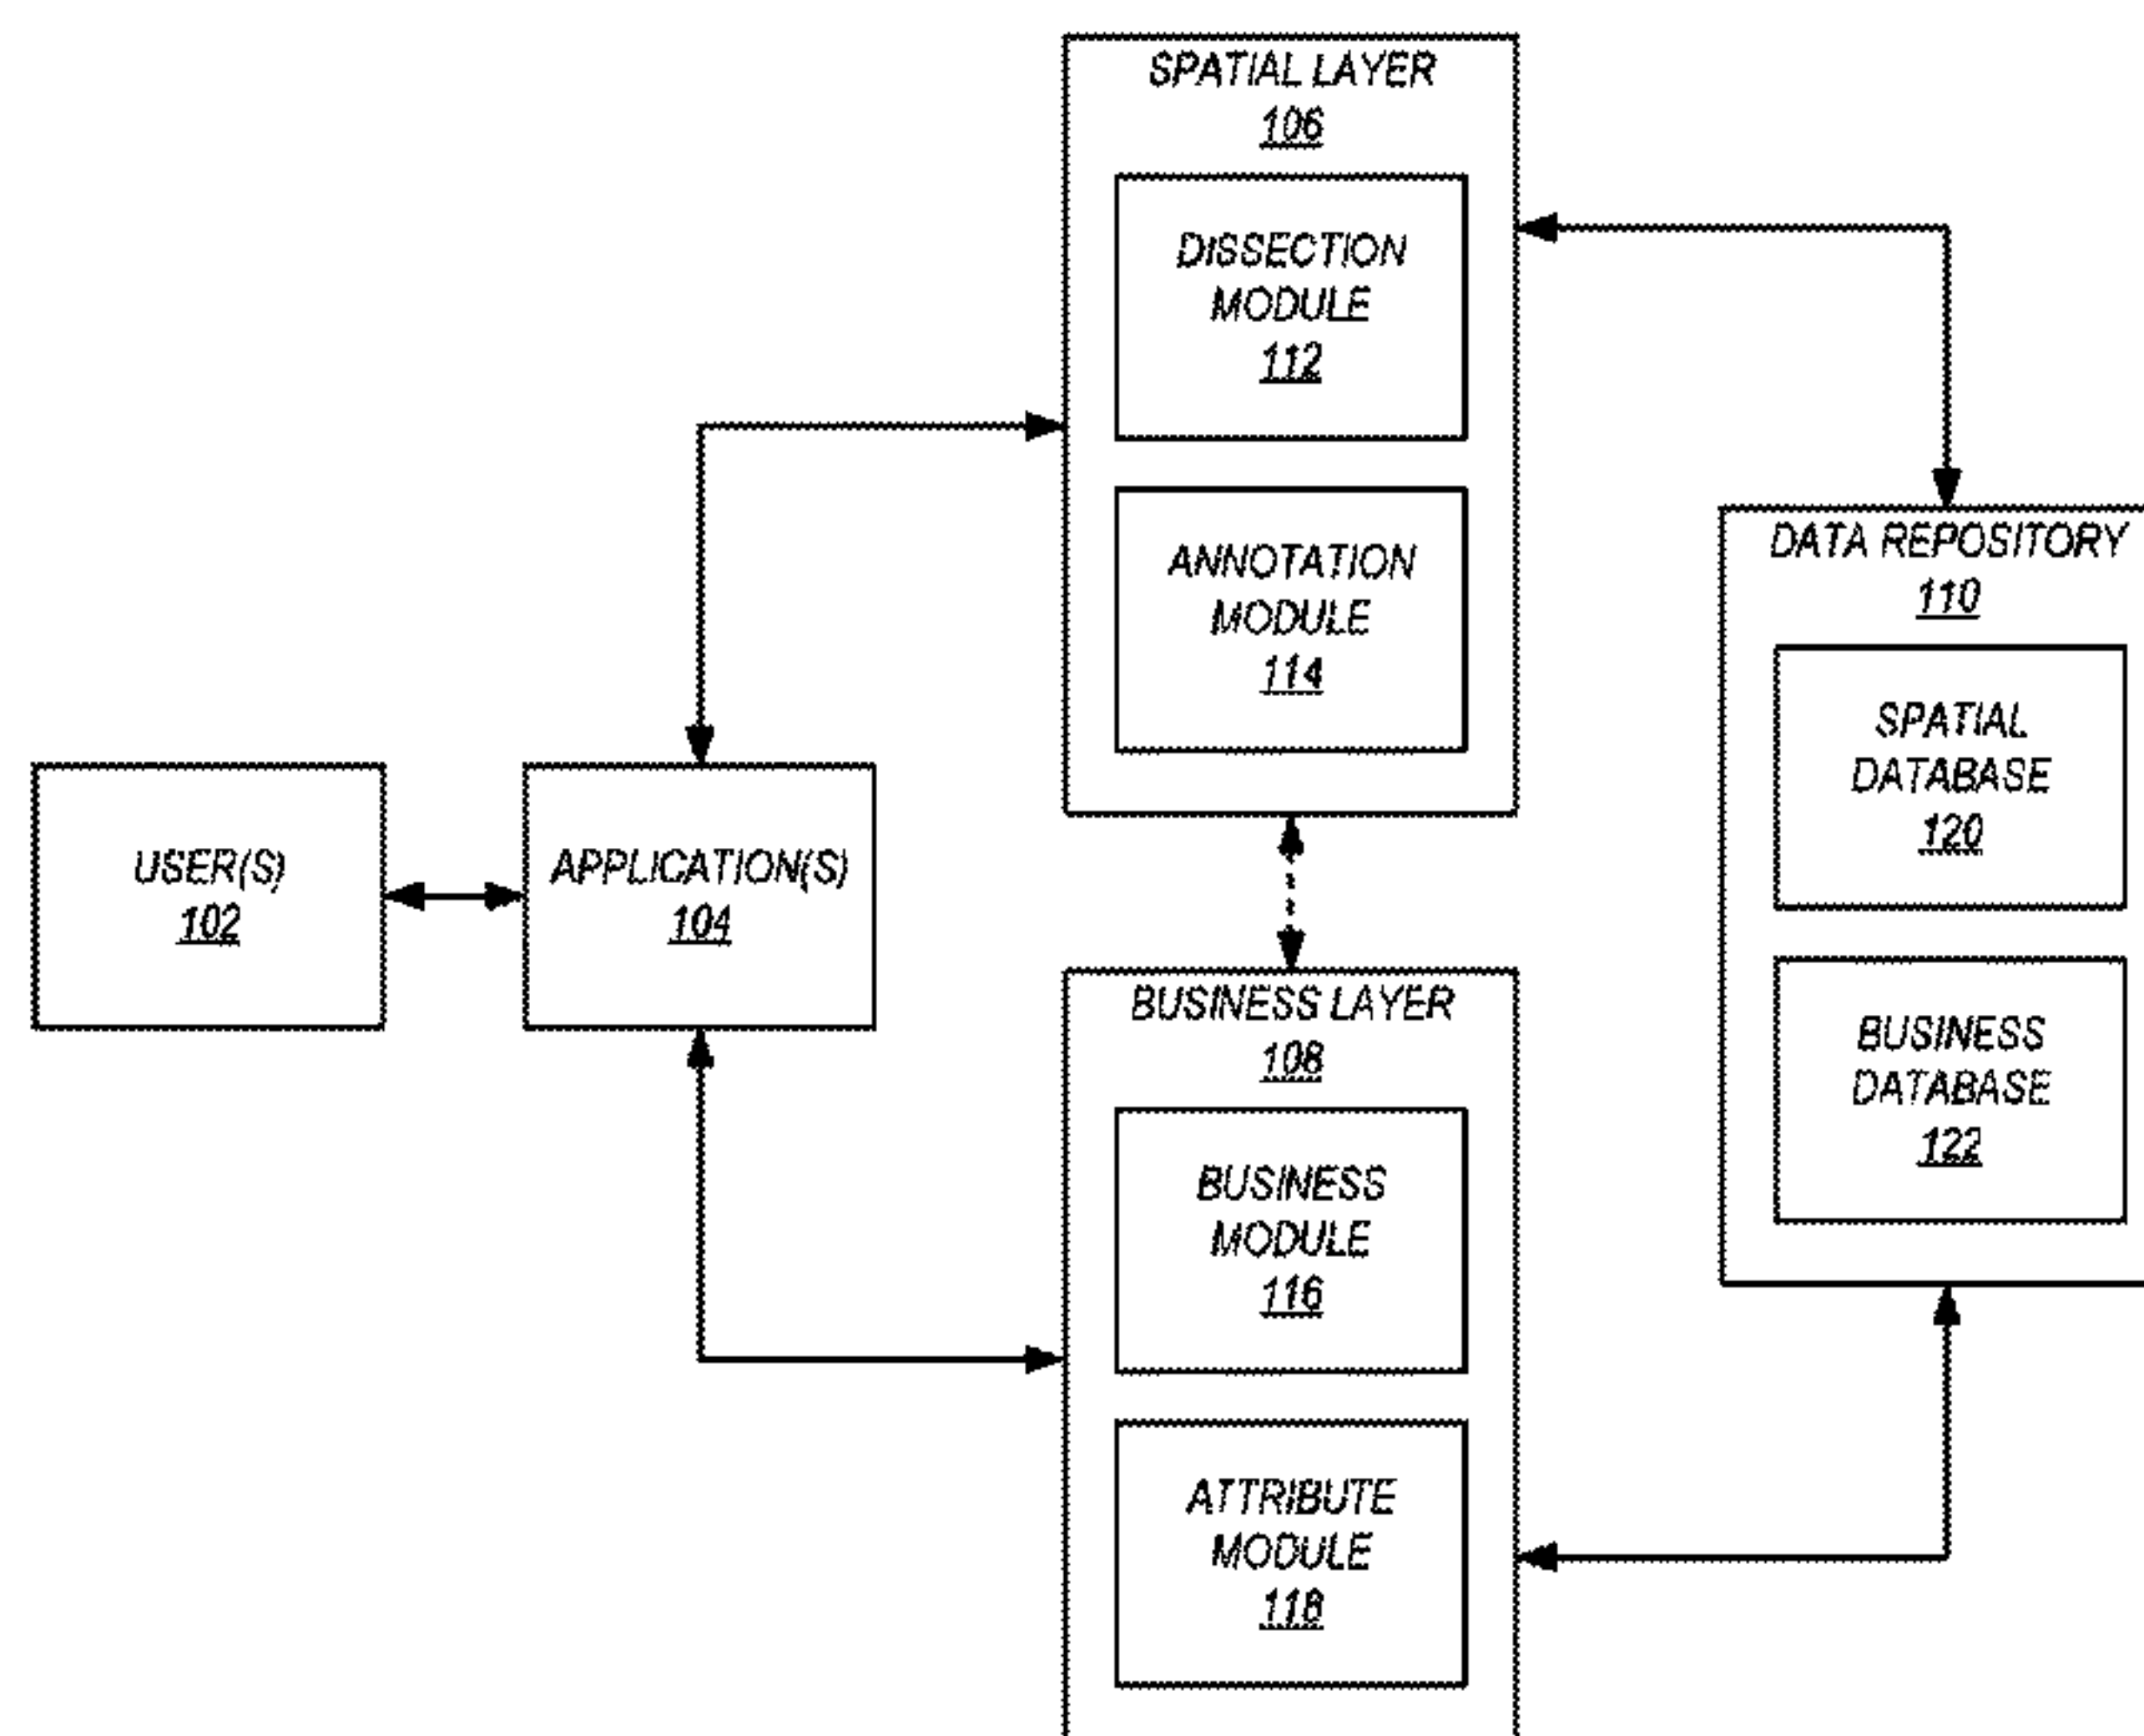 SPATIAL LAYER
106
DISSECTION
MODULE
112
ANNOTATION
MODULE
114
DATA REPOSITORY
110
SPATIAL
DATABASE
120
BUSINESS
DATABASE
122
USER(S)
102
APPLICATION(S)
104
BUSINESS LAYER
108
BUSINESS
MODULE
116
ATTRIBUTE
MODULE
118